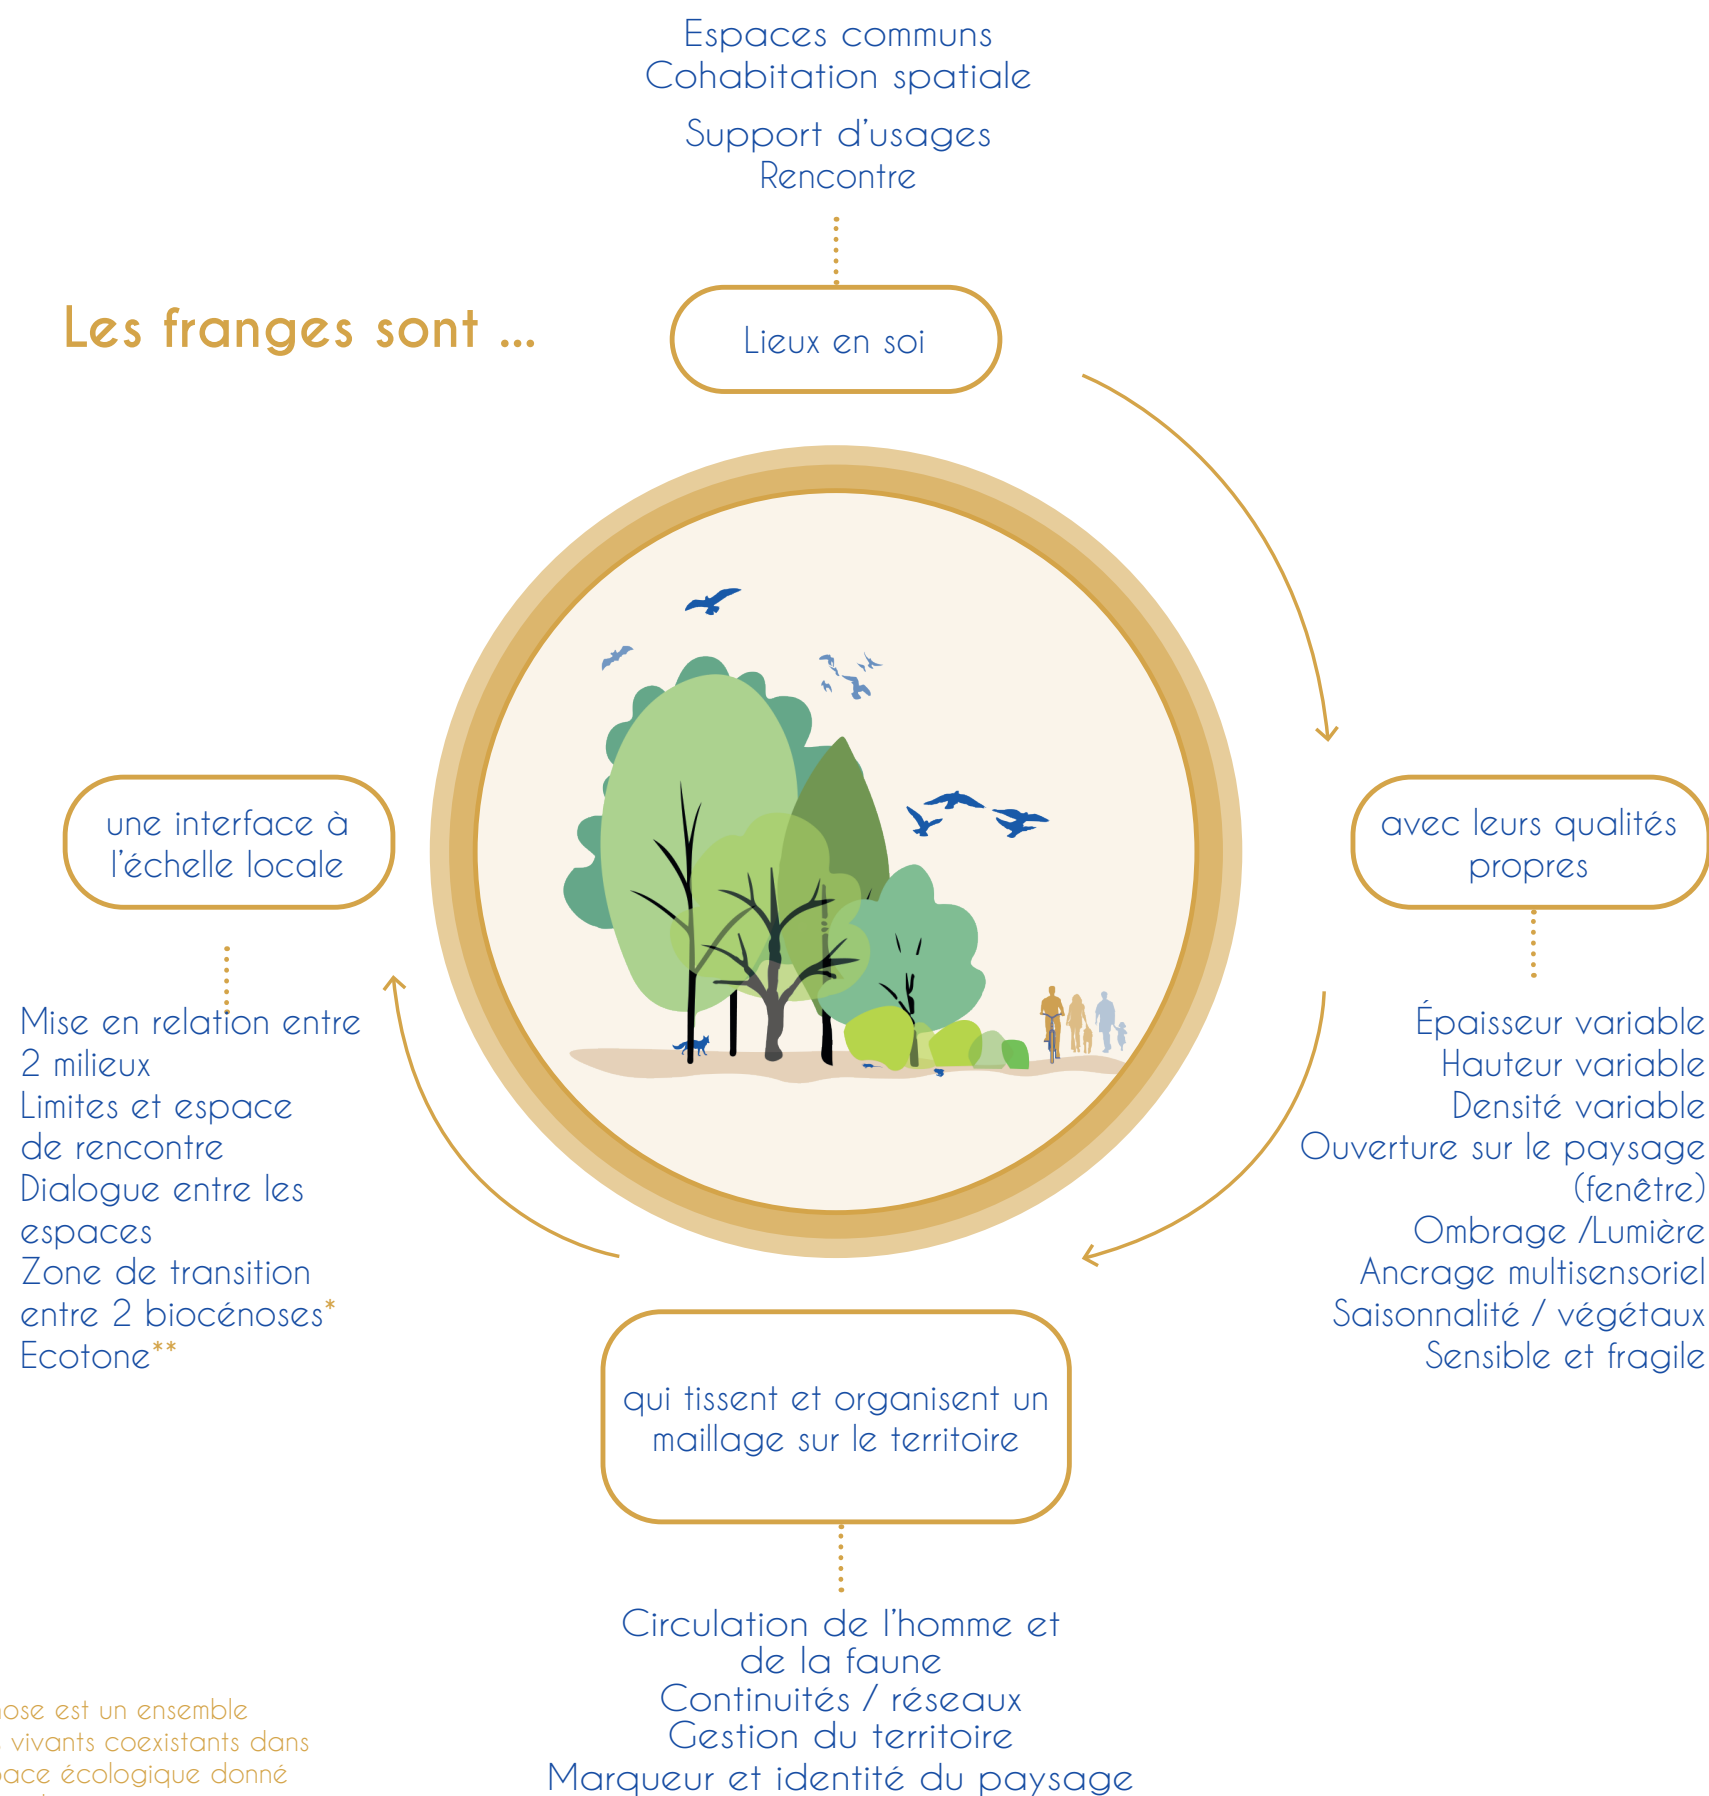 Espaces communs
Cohabitation spatiale
Support d'usages
Rencontre
Les franges sont ...
Lieux en soi
avec leurs qualités
propres
Épaisseur variable
Hauteur variable
Densité variable
Ouverture sur le paysage
(fenêtre)
Ombrage /Lumière
Ancrage multisensoriel
Saisonnalité / végétaux
Sensible et fragile
qui tissent et organisent un
maillage sur le territoire
Circulation de l'homme et
de la faune
Continuités / réseaux
Gestion du territoire
Marqueur et identité du paysage
une interface à
l'échelle locale
Mise en relation entre
2 milieux
Limites et espace
de rencontre
Dialogue entre les
espaces
Zone de transition
entre 2 biocénoses*
Ecotone**
est un ensemble
vivants coexistants dans
écologique donné